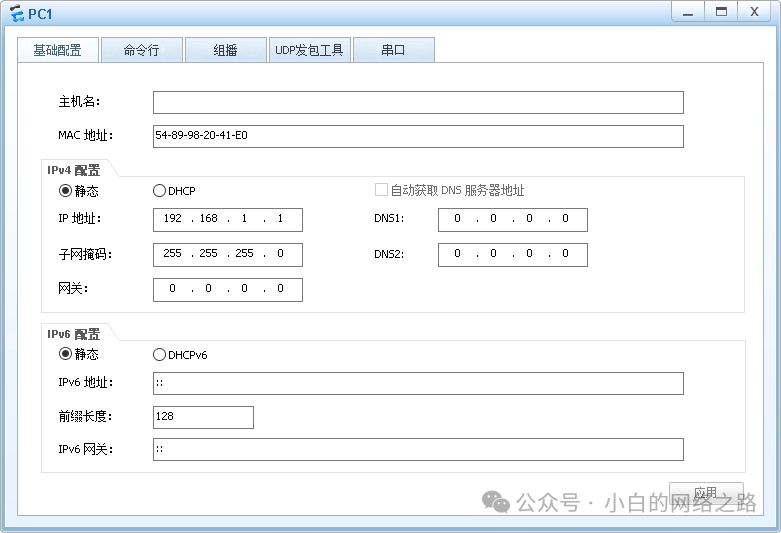 PC1
基础配置 命令行 组播 UDP发包工具 串口
主机名:
MAC 地址: 54-89-98-20-41-E0
IPv4 配置
静态 DHCP 自动获取 DNS 服务器地址
IP 地址: 192 . 168 . 1 . 1 DNS1: 0 . 0 . 0 . 0
子网掩码: 255 . 255 . 255 . 0 DNS2: 0 . 0 . 0 . 0
网关: 0 . 0 . 0 . 0
IPv6 配置
静态 DHCPv6
IPv6 地址: ::
前缀长度: 128
IPv6 网关: ::
应用
公众号 · 小白的网络之路